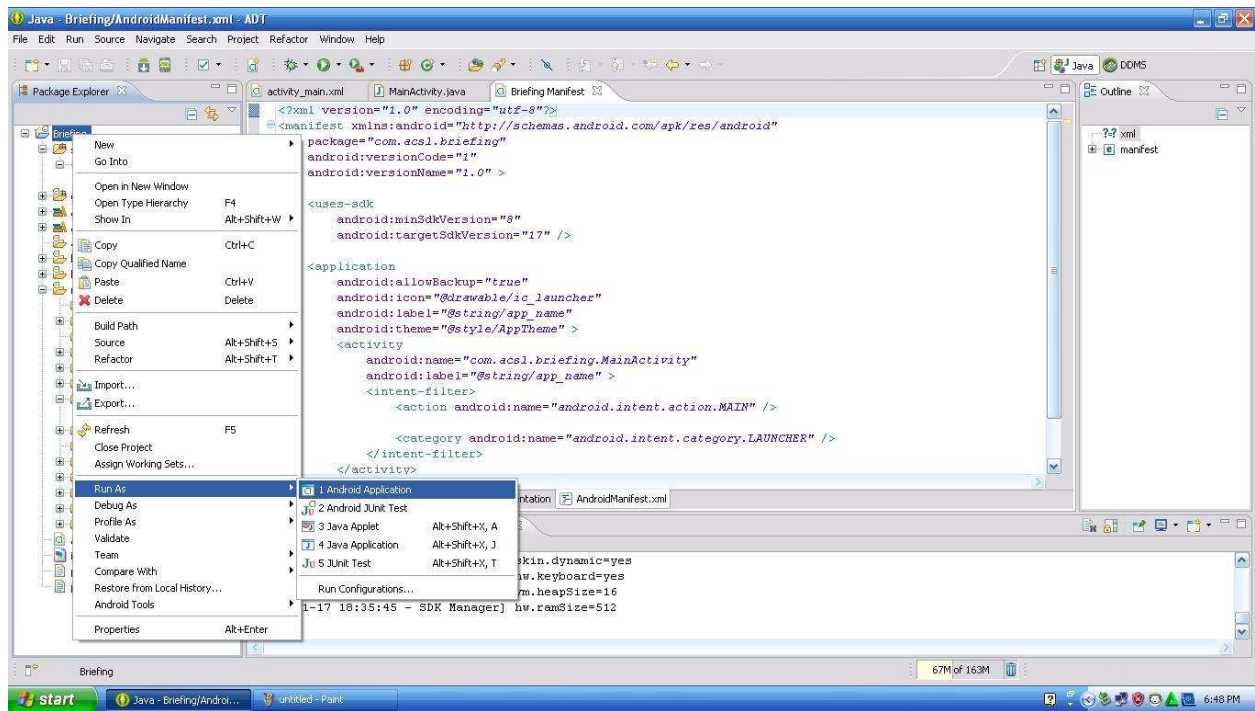 Java - Briefing/AndroidManifest.xml - ADT
File Edit Run Source Navigate Search Project Refactor Window Help
Java DDMS
Package Explorer
activity_main.xml MainActivity.java Briefing Manifest
Outline
Briefing
<?xml version="1.0" encoding="utf-8"?>
<manifest xmlns:android="http://schemas.android.com/apk/res/android"
package="com.acsl.briefing"
android:versionCode="1"
android:versionName="1.0" >
<uses-sdk
android:minSdkVersion="8"
android:targetSdkVersion="17" />
<application
android:allowBackup="true"
android:icon="@drawable/ic_launcher"
android:label="@string/app_name"
android:theme="@style/AppTheme" >
<activity
android:name="com.acsl.briefing.MainActivity"
android:label="@string/app_name" >
<intent-filter>
<action android:name="android.intent.action.MAIN" />
<category android:name="android.intent.category.LAUNCHER" />
</intent-filter>
</activity>
?=? xml
manifest
New
Go Into
Open in New Window
Open Type Hierarchy F4
Show In Alt+Shift+W
Copy Ctrl+C
Copy Qualified Name
Paste Ctrl+V
Delete Delete
Build Path
Source Alt+Shift+S
Refactor Alt+Shift+T
Import...
Export...
Refresh F5
Close Project
Assign Working Sets...
Run As
Debug As
Profile As
Validate
Team
Compare With
Restore from Local History...
Android Tools
Properties Alt+Enter
1 Android Application
2 Android JUnit Test
3 Java Applet Alt+Shift+X, A
4 Java Application Alt+Shift+X, J
5 JUnit Test Alt+Shift+X, T
Run Configurations...
ntation AndroidManifest.xml
skin.dynamic=yes
hw.keyboard=yes
vm.heapSize=16
1-17 18:35:45 - SDK Manager] hw.ramSize=512
Briefing
67M of 163M
start Java - Briefing/Androi... untitled - Paint 6:48 PM